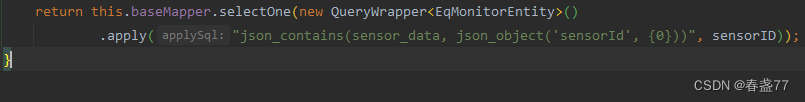 return this.baseMapper.selectOne(new QueryWrapper<EqMonitorEntity>()
.apply( applySql: "json_contains(sensor_data, json_object('sensorId', {0}))", sensorID));
}
CSDN @春盏77